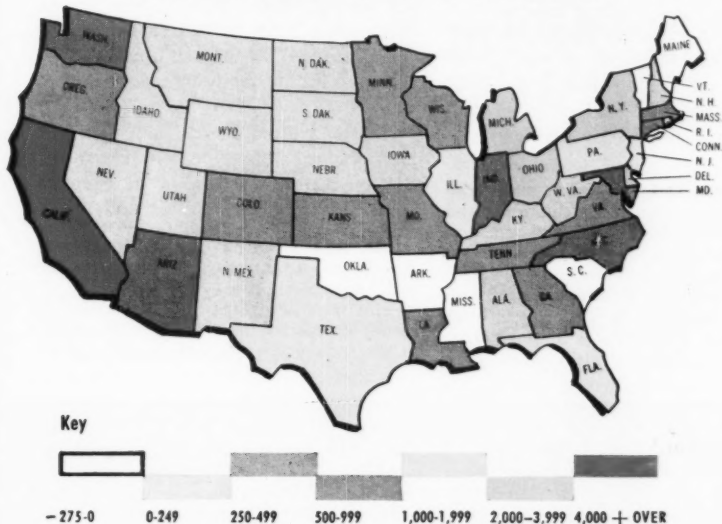 WASH.
OREG.
CALIF.
IDAHO
NEV.
MONT.
WYO.
UTAH
ARIZ.
COLO.
N. MEX.
N. DAK.
S. DAK.
NEBR.
KANS.
OKLA.
TEX.
MINN.
IOWA
MO.
ARK.
LA.
WIS.
ILL.
MISS.
MICH.
IND.
KY.
TENN.
ALA.
OHIO
W. VA.
GA.
FLA.
S. C.
N. C.
VA.
PA.
N. Y.
MAINE
VT.
N. H.
MASS.
R. I.
CONN.
N. J.
DEL.
MD.
Key
-275-0 0-249 250-499 500-999 1,000-1,999 2,000-3,999 4,000 + OVER